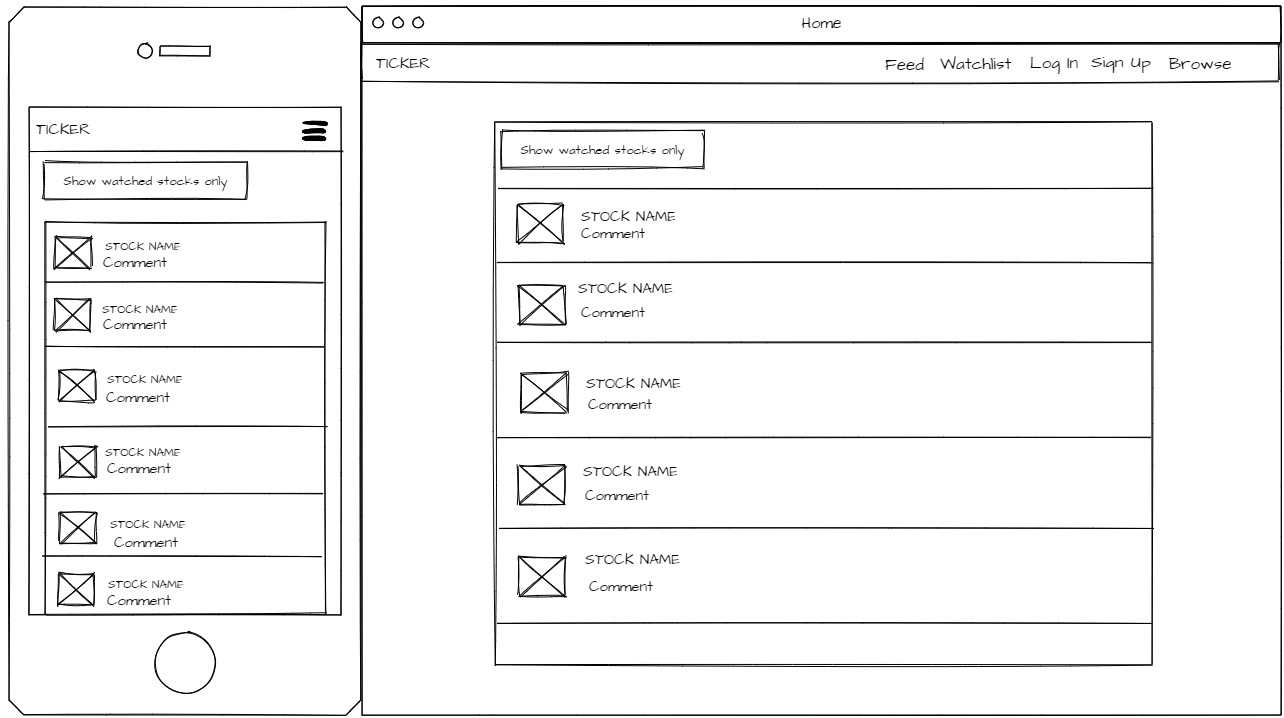 TICKER
Show watched stocks only
STOCK NAME
Comment
STOCK NAME
Comment
STOCK NAME
Comment
STOCK NAME
Comment
STOCK NAME
Comment
STOCK NAME
Comment
Home
TICKER Feed Watchlist Log In Sign Up Browse
Show watched stocks only
STOCK NAME
Comment
STOCK NAME
Comment
STOCK NAME
Comment
STOCK NAME
Comment
STOCK NAME
Comment